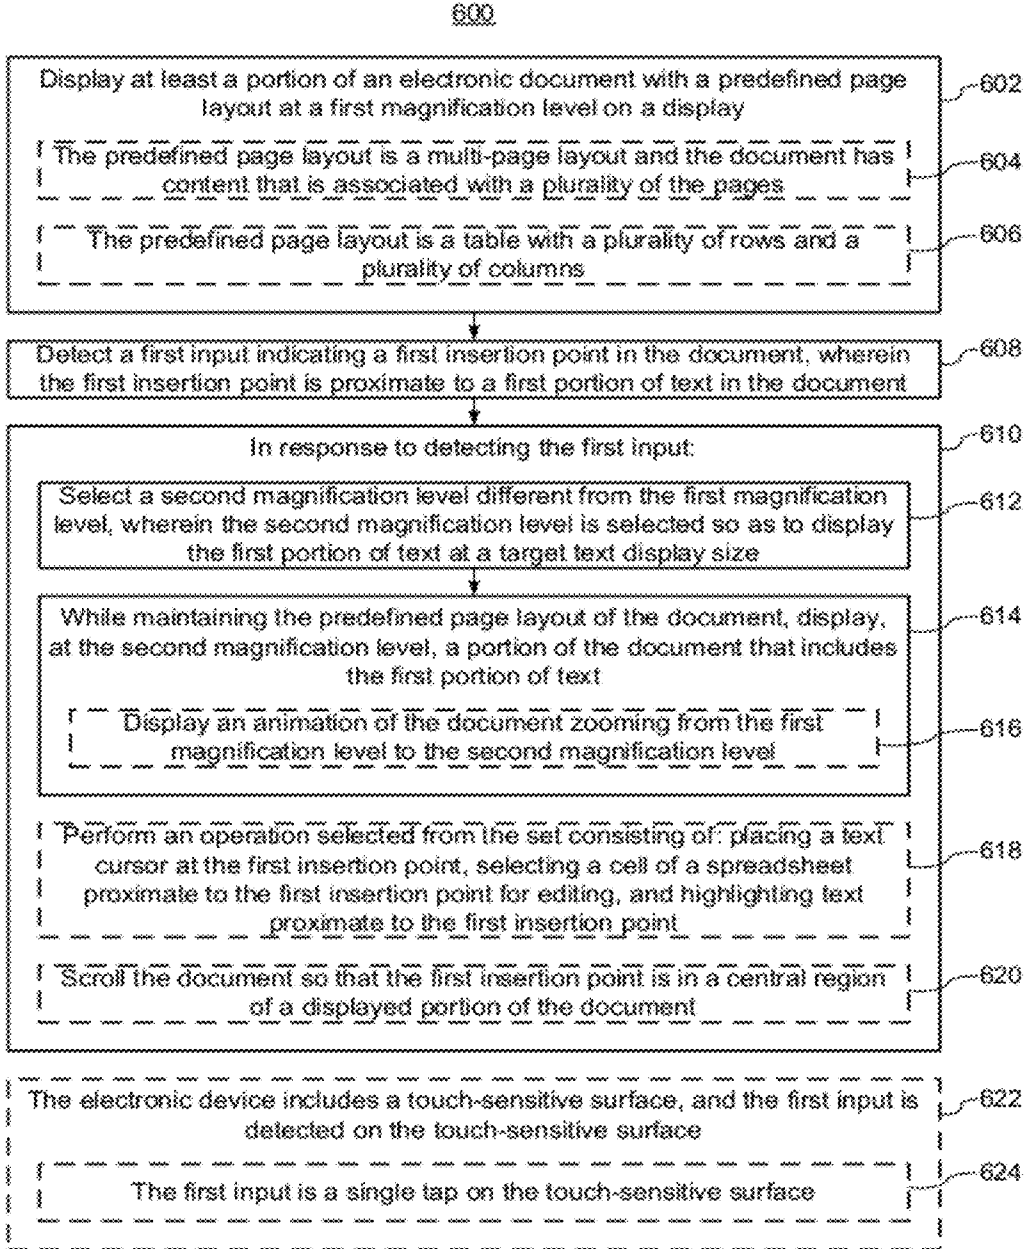 600
Display at least a portion of an electronic document with a predefined page 602
layout at a first magnification level on a display
The predefined page layout is a multi-page layout and the document has 604
content that is associated with a plurality of the pages
The predefined page layout is a table with a plurality of rows and a 606
plurality of columns
Detect a first input indicating a first insertion point in the document, wherein 608
the first insertion point is proximate to a first portion of text in the document
In response to detecting the first input: 610
Select a second magnification level different from the first magnification 612
level, wherein the second magnification level is selected so as to display
the first portion of text at a target text display size
While maintaining the predefined page layout of the document, display, 614
at the second magnification level, a portion of the document that includes
the first portion of text
Display an animation of the document zooming from the first 616
magnification level to the second magnification level
Perform an operation selected from the set consisting of: placing a text 618
cursor at the first insertion point, selecting a cell of a spreadsheet
proximate to the first insertion point for editing, and highlighting text
proximate to the first insertion point
Scroll the document so that the first insertion point is in a central region 620
of a displayed portion of the document
The electronic device includes a touch-sensitive surface, and the first input is 622
detected on the touch-sensitive surface
The first input is a single tap on the touch-sensitive surface 624